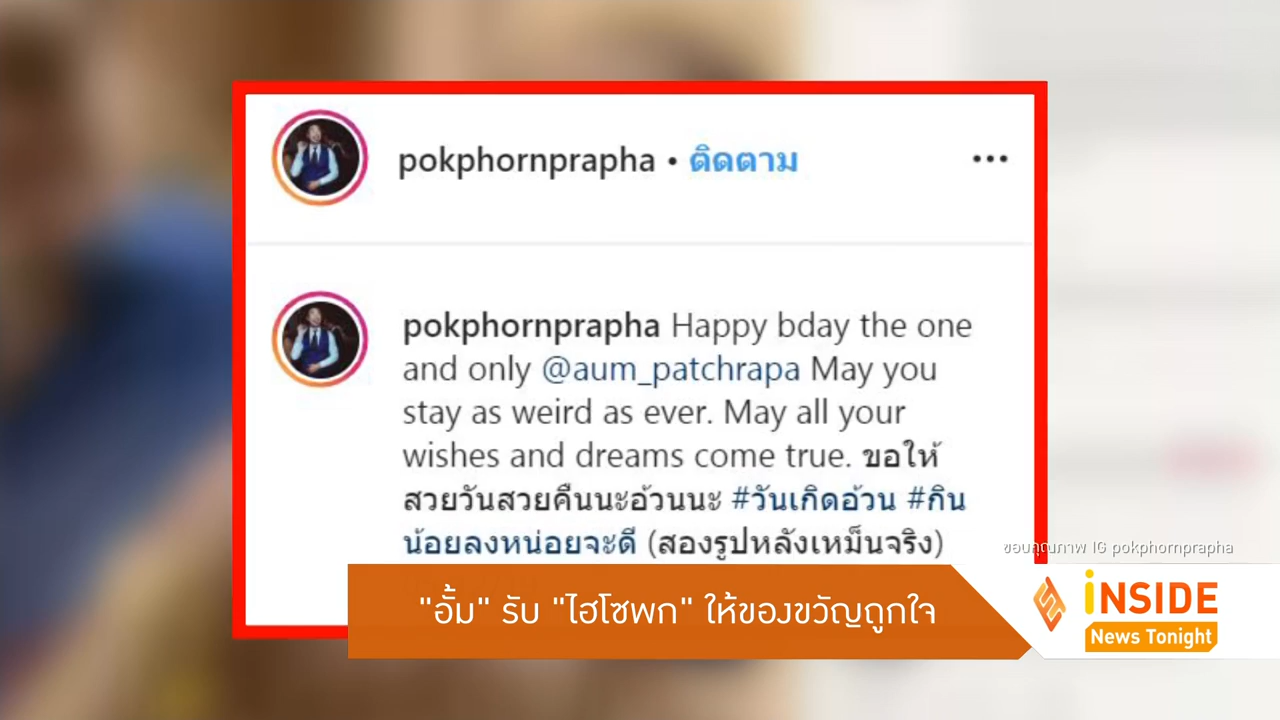 pokphornprapha • ติดตาม
pokphornprapha Happy bday the one
and only @aum_patchrapa May you
stay as weird as ever. May all your
wishes and dreams come true. ขอให้
สวยวันสวยคืนนะอ้วนนะ #วันเกิดอ้วน #กิน
น้อยลงหน่อยจะดี (สองรูปหลังเหม็นจริง)
ขอบคุณภาพ IG pokphornprapha
"อั้ม" รับ "ไฮโซพก" ให้ของขวัญถูกใจ
iNSIDE
News Tonight